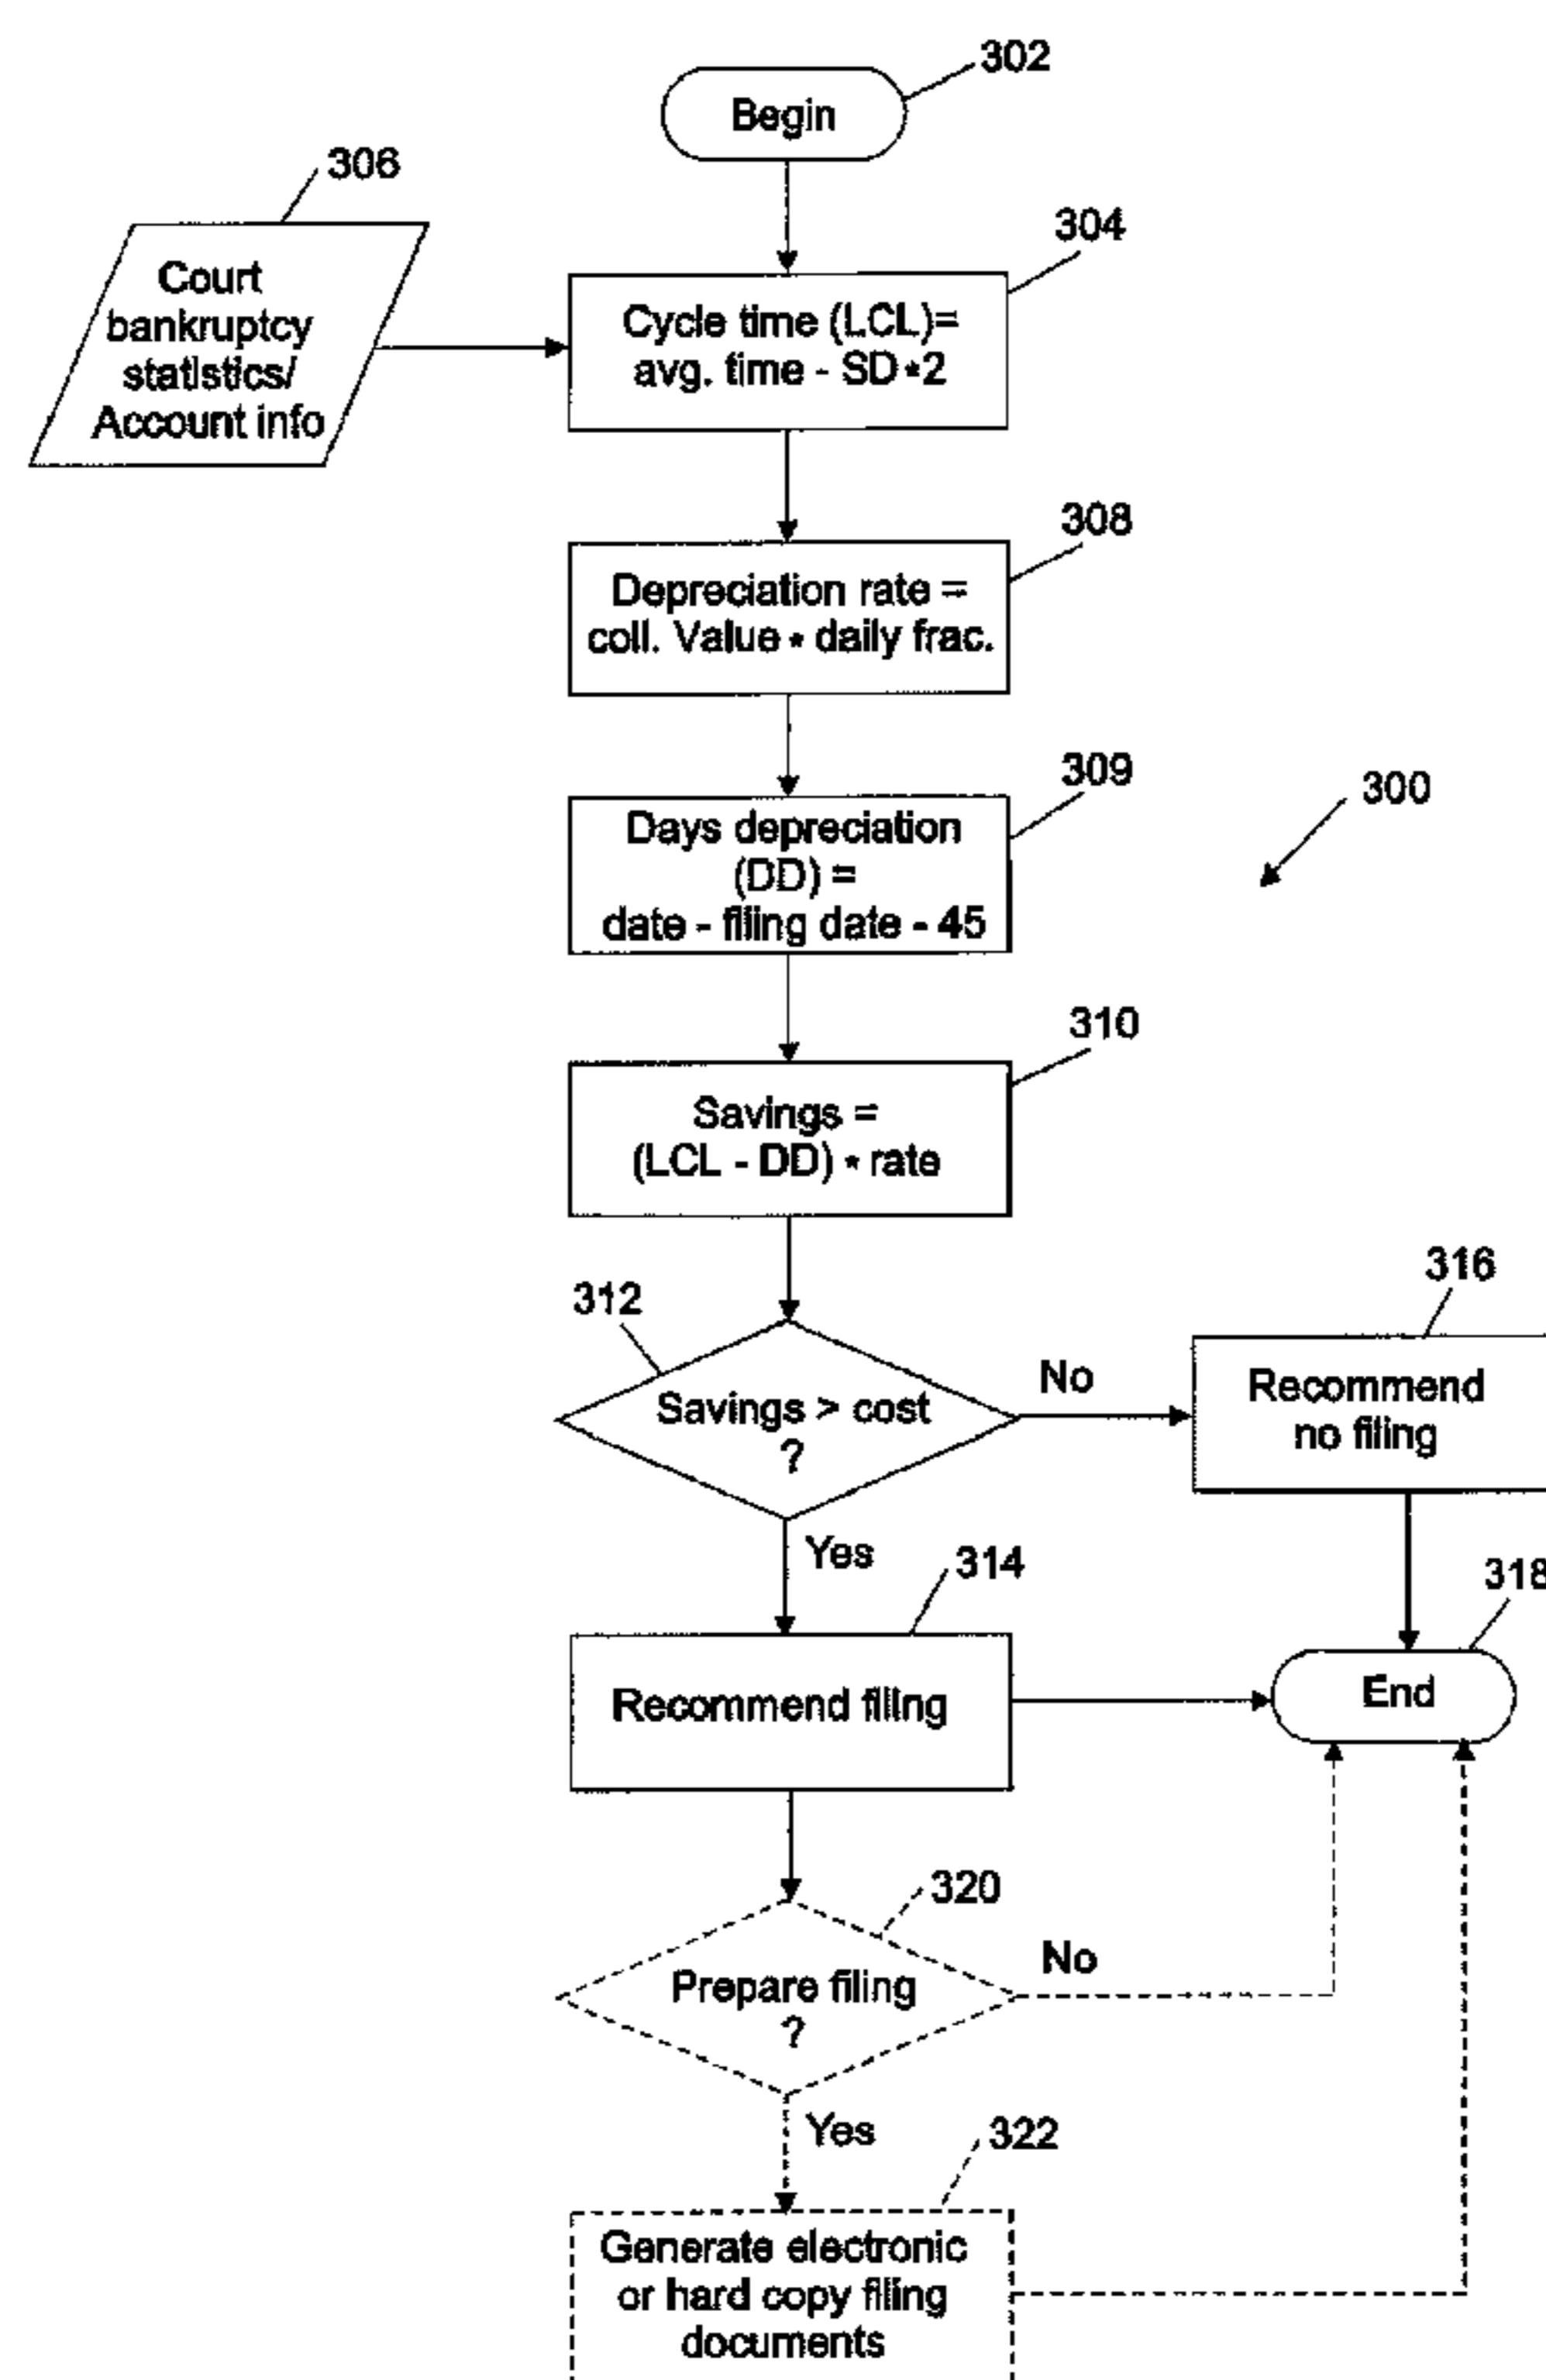 302
Begin
306
Court
bankruptcy
statistics/
Account info
304
Cycle time (LCL)=
avg. time - SD*2
308
Depreciation rate =
coll. Value * daily frac.
309
Days depreciation
(DD) =
date - filing date - 45
300
310
Savings =
(LCL - DD) * rate
312
Savings > cost
?
No
316
Recommend
no filing
Yes
314
Recommend filing
318
End
320
Prepare filing
?
No
Yes
322
Generate electronic
or hard copy filing
documents